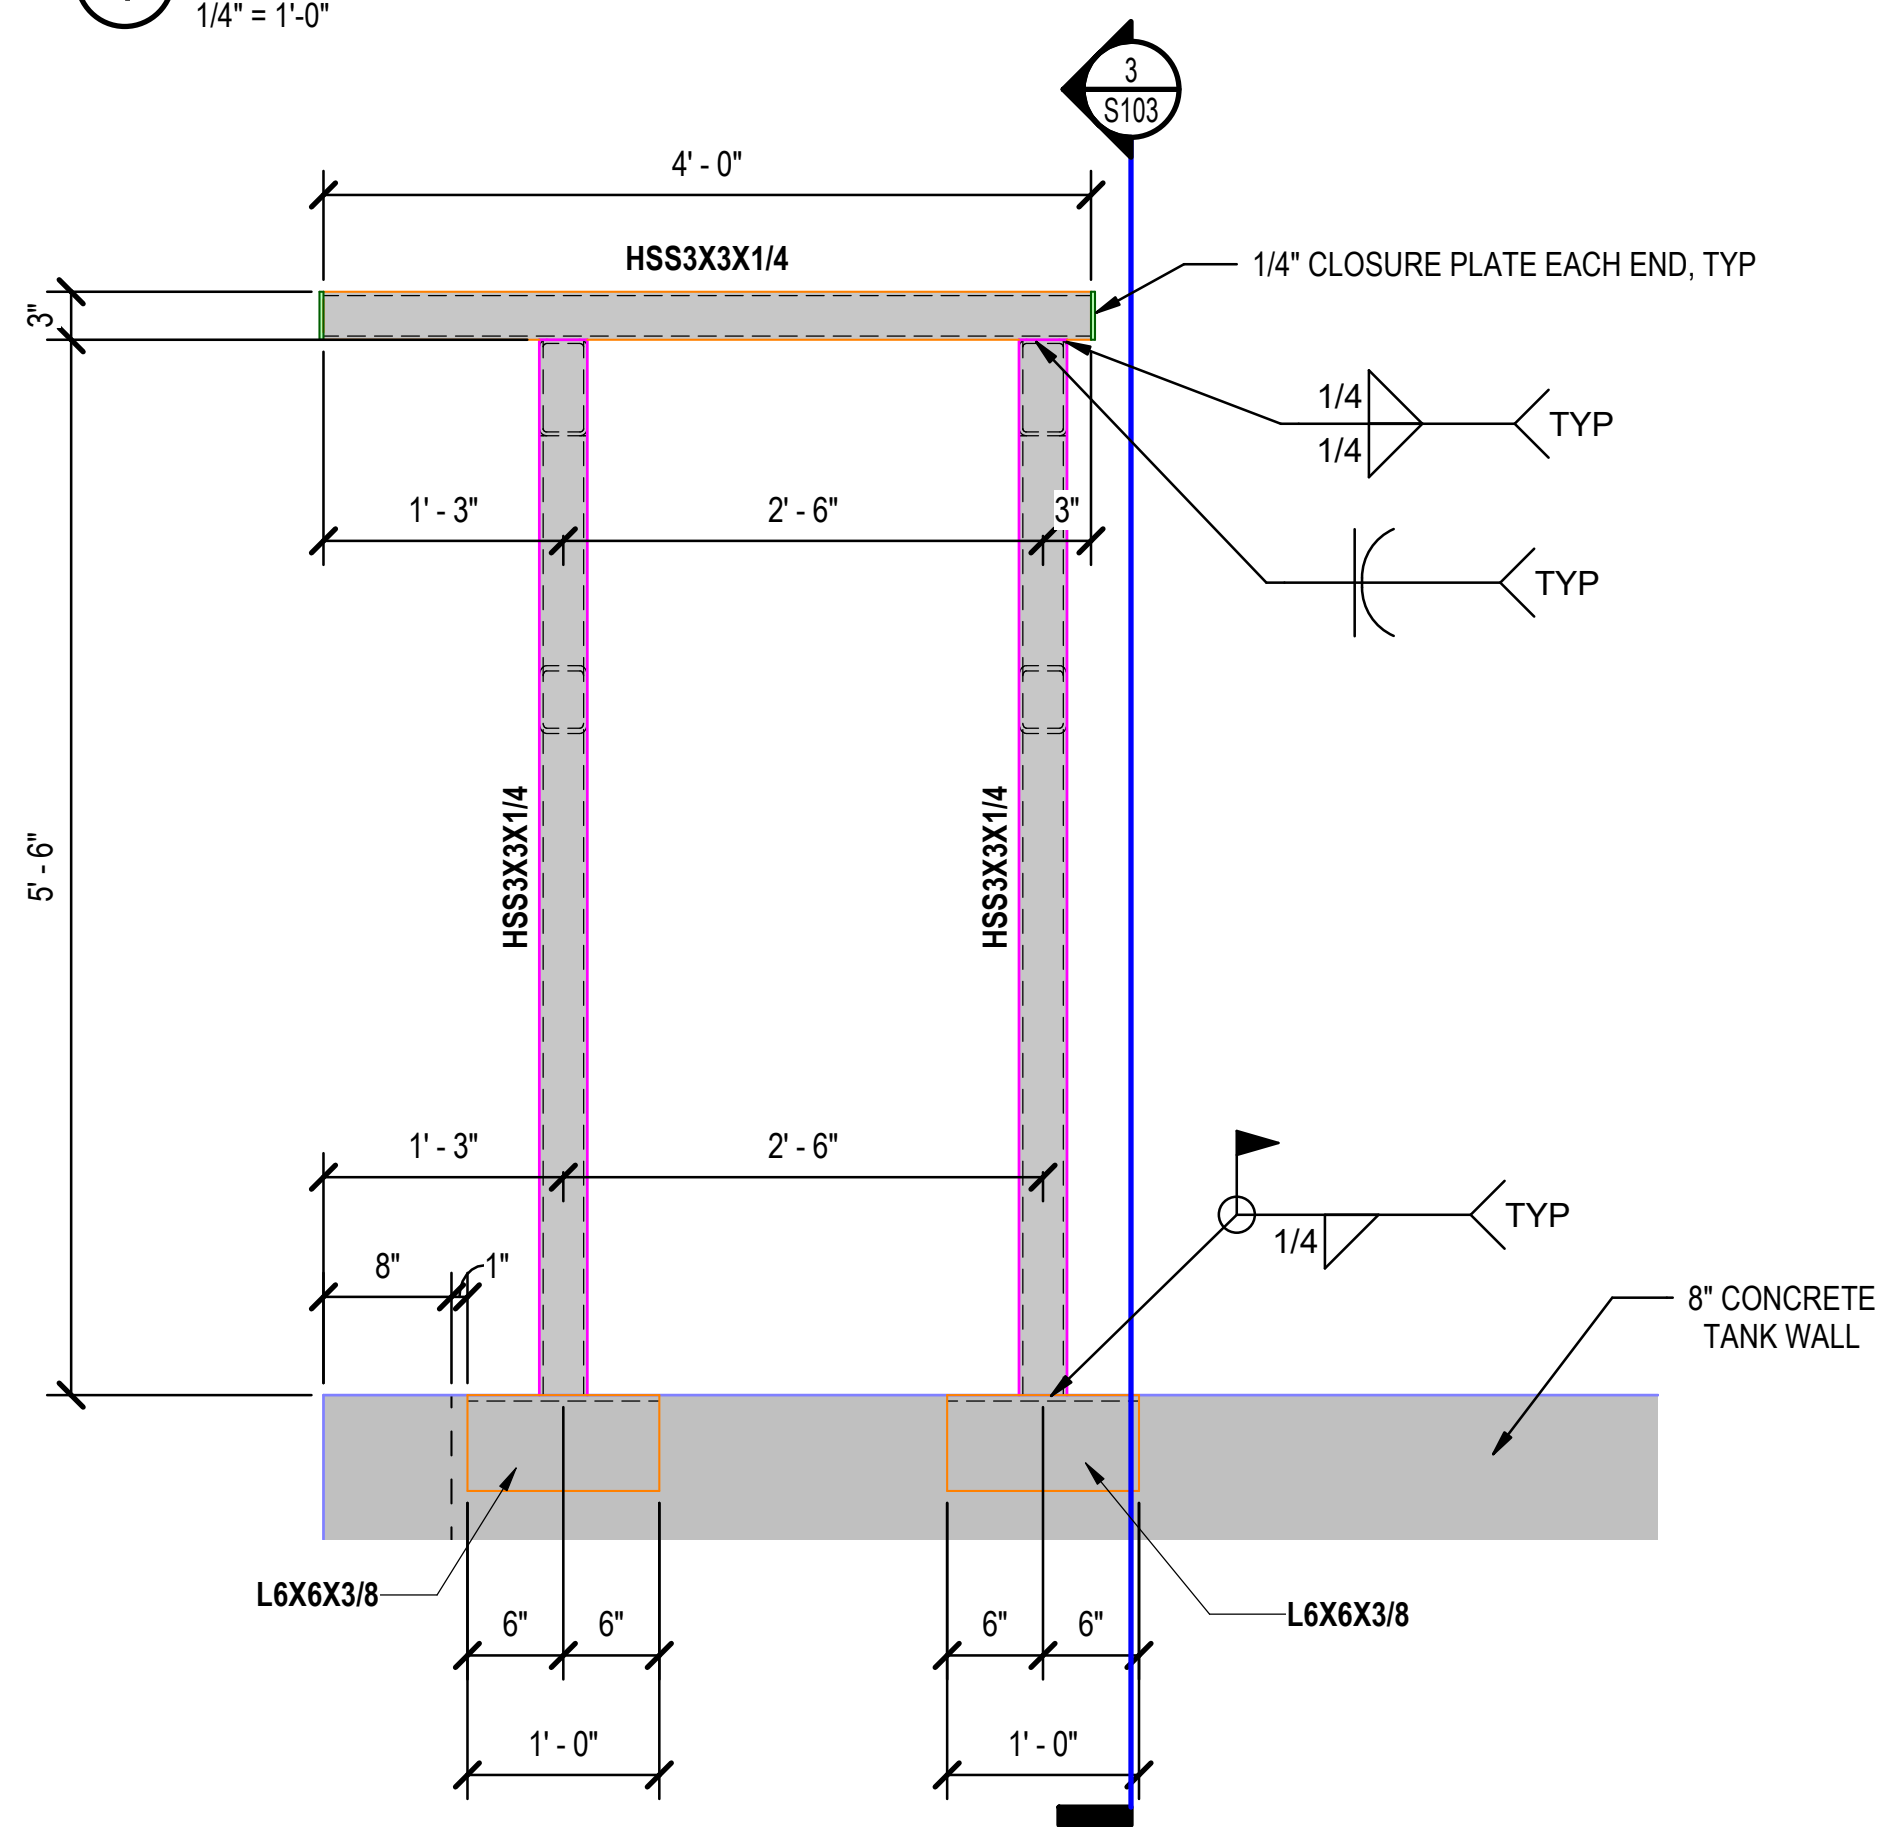 1/4" = 1'-0"
3
S103
4' - 0"
HSS3X3X1/4
1/4" CLOSURE PLATE EACH END, TYP
3"
1/4
1/4
TYP
1' - 3"
2' - 6"
3"
TYP
HSS3X3X1/4
HSS3X3X1/4
5' - 6"
1' - 3"
2' - 6"
1/4
TYP
8"
1"
8" CONCRETE
TANK WALL
L6X6X3/8
L6X6X3/8
6"
6"
6"
6"
1' - 0"
1' - 0"